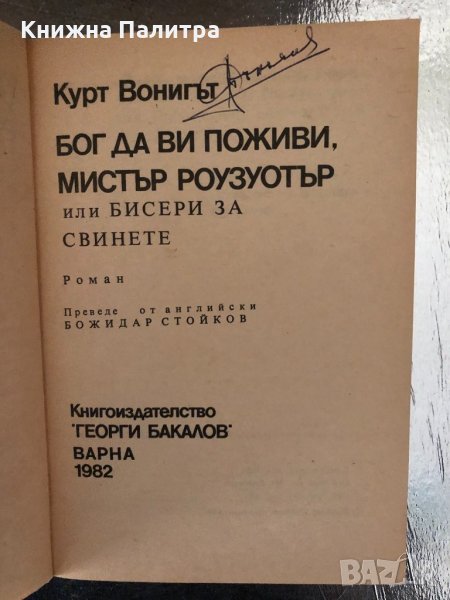 Книжна Палитра
Курт Вонигът
БОГ ДА ВИ ПОЖИВИ,
МИСТЪР РОУЗУОТЪР
или БИСЕРИ ЗА
СВИНЕТЕ
Роман
Преведе от английски
БОЖИДАР СТОЙКОВ
Книгоиздателство
"ГЕОРГИ БАКАЛОВ"
ВАРНА
1982
BAZAR